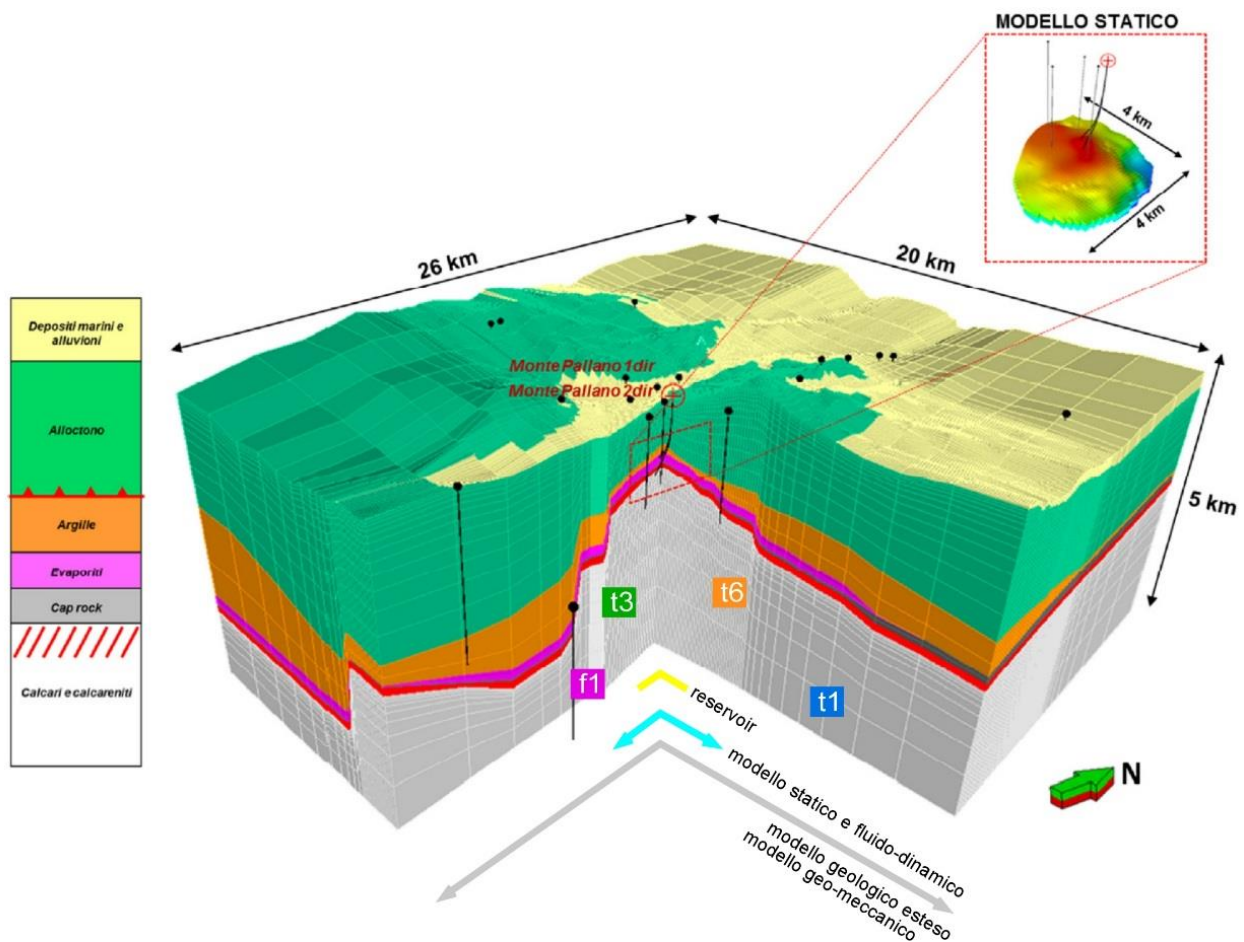 MODELLO STATICO
4 km
4 km
26 km
20 km
5 km
Depositi marini e
alluvioni
Alloctono
Argille
Evaporiti
Cap rock
Calcari e calcareniti
Monte Pallano 1dir
Monte Pallano 2dir
t3
t6
f1
t1
reservoir
modello statico e fluido-dinamico
modello geologico esteso
modello geo-meccanico
N